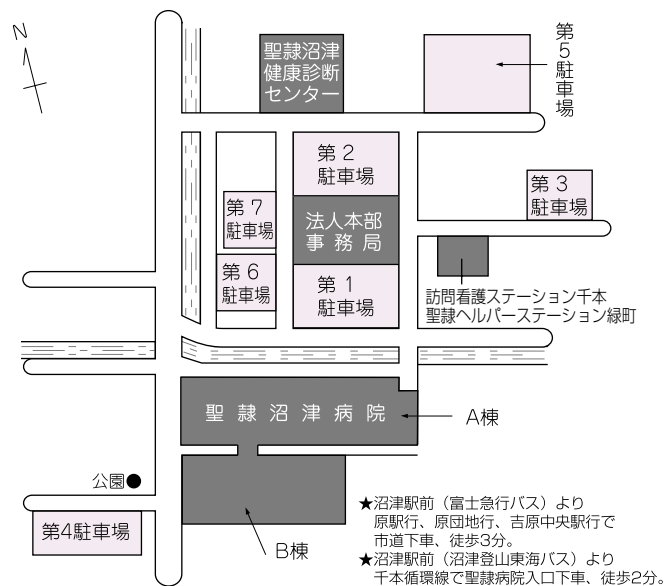 N
聖隷沼津
健康診断
センター
第5駐車場
第2
駐車場
第3
駐車場
第7
駐車場
法人本部
事務局
第6
駐車場
第1
駐車場
訪問看護ステーション千本
聖隷ヘルパーステーション緑町
聖隷沼津病院
A棟
公園●
第4駐車場
B棟
★沼津駅前（富士急行バス）より
原駅行、原団地行、吉原中央駅行で
市道下車、徒歩3分。
★沼津駅前（沼津登山東海バス）より
千本循環線で聖隷病院入口下車、徒歩2分。